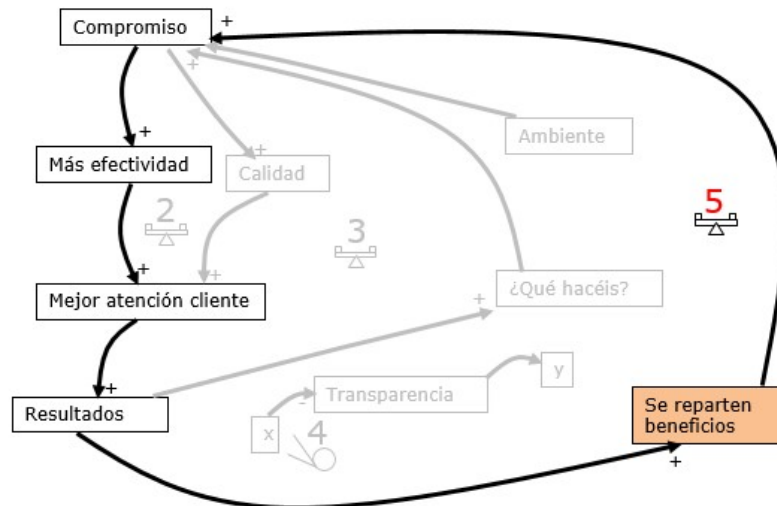 Compromiso
+
+
+
Más efectividad
+
Calidad
Ambiente
2
3
5
+
+
Mejor atención cliente
¿Qué hacéis?
+
+
Resultados
x
-
Transparencia
y
4
Se reparten
beneficios
+